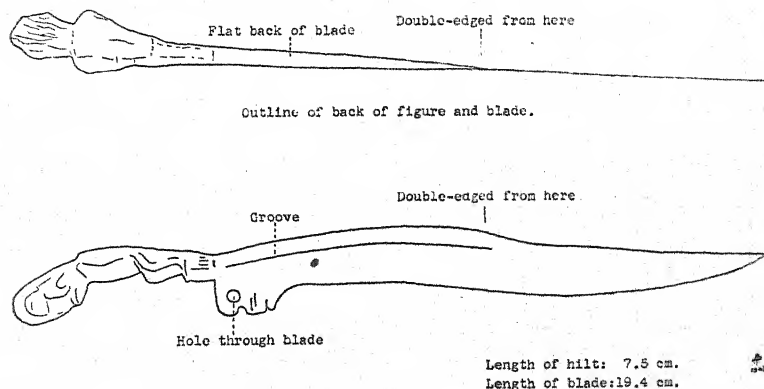 Flat back of blade
Double-edged from here
Outline of back of figure and blade.
Double-edged from here
Groove
Hole through blade
Length of hilt: 7.5 cm.
Length of blade:19.4 cm.